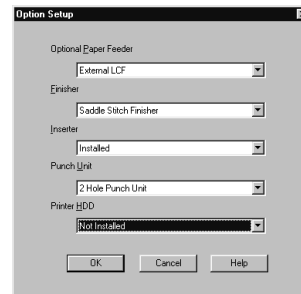 Option Setup
Optional Paper Feeder
External LCF
Finisher
Saddle Stitch Finisher
Inserter
Installed
Punch Unit
2 Hole Punch Unit
Printer HDD
Not Installed
OK Cancel Help